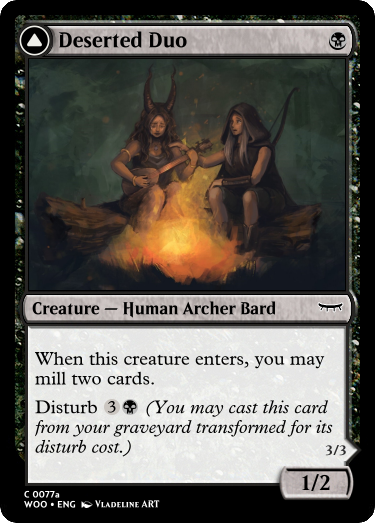 Deserted Duo
Creature — Human Archer Bard
When this creature enters, you may
mill two cards.
Disturb 3 (You may cast this card
from your graveyard transformed for its
disturb cost.)
3/3
1/2
C 0077a
WOO • ENG Vladeline Art